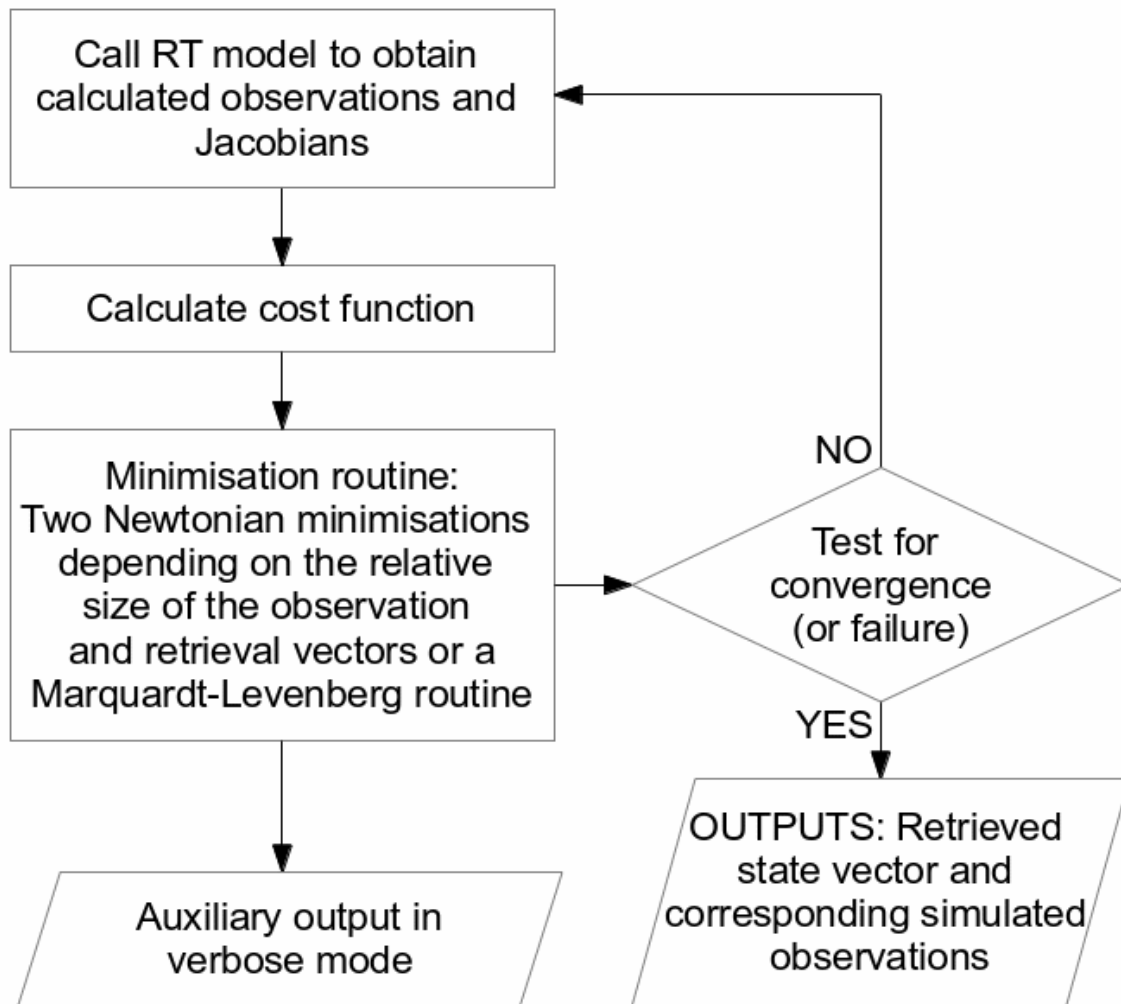 Call RT model to obtain
calculated observations and
Jacobians
Calculate cost function
Minimisation routine:
Two Newtonian minimisations
depending on the relative
size of the observation
and retrieval vectors or a
Marquardt-Levenberg routine
NO
Test for
convergence
(or failure)
YES
OUTPUTS: Retrieved
state vector and
corresponding simulated
observations
Auxiliary output in
verbose mode